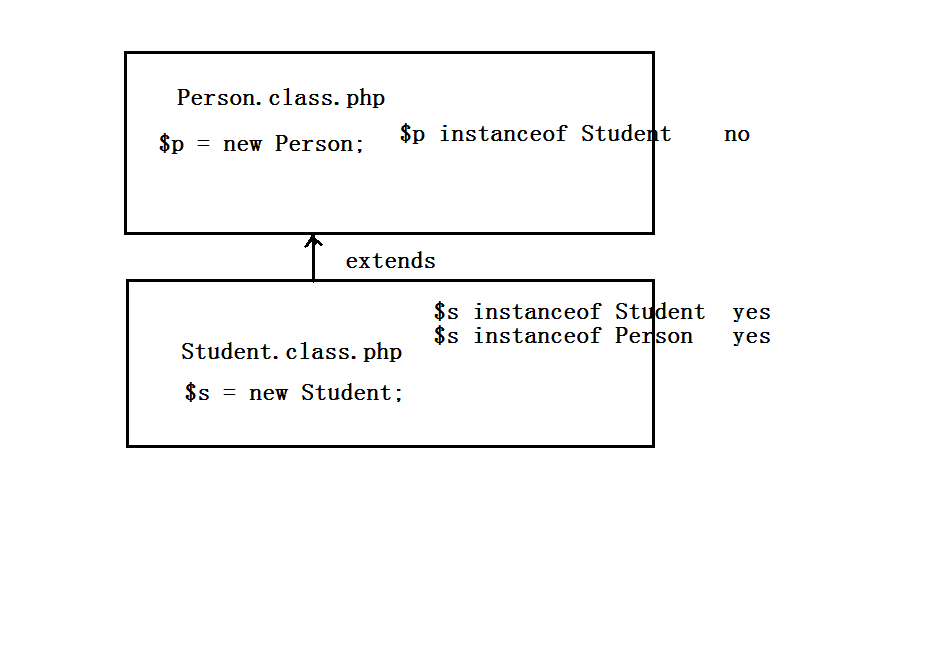 Person.class.php
$p = new Person;
$p instanceof Student no
extends
$s instanceof Student yes
$s instanceof Person yes
Student.class.php
$s = new Student;